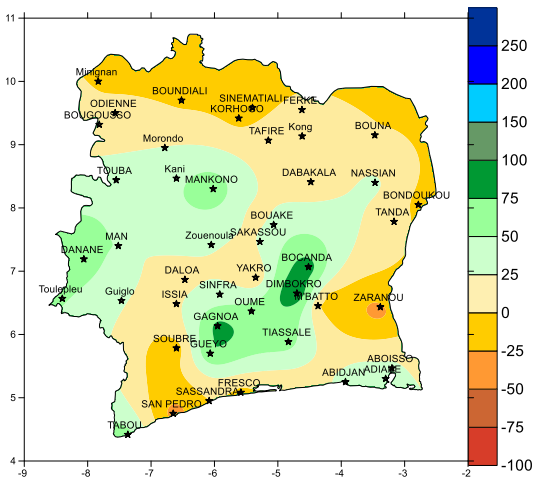 11
10
9
8
7
6
5
4
-9 -8 -7 -6 -5 -4 -3 -2
Minignan
BOUNDIALI
ODIENNE
SINEMATIALI
FERKE
KORHOGO
BOUGOUSSO
BOUNA
TAFIRE
Kong
Morondo
TOUBA
Kani
MANKONO
DABAKALA
NASSIAN
BONDOUKOU
TANDA
BOUAKE
SAKASSOU
Zouenoula
MAN
DANANE
BOCANDA
YAKRO
DALOA
DIMBOKRO
SINFRA
Toulepleu
Guiglo
ISSIA
OUME
M'BATTO
ZARANOU
GAGNOA
TIASSALE
SOUBRE
GUEYO
ABOISSO
ADIAKE
ABIDJAN
FRESCO
SASSANDRA
SAN PEDRO
TABOU
250
200
150
100
75
50
25
0
-25
-50
-75
-100